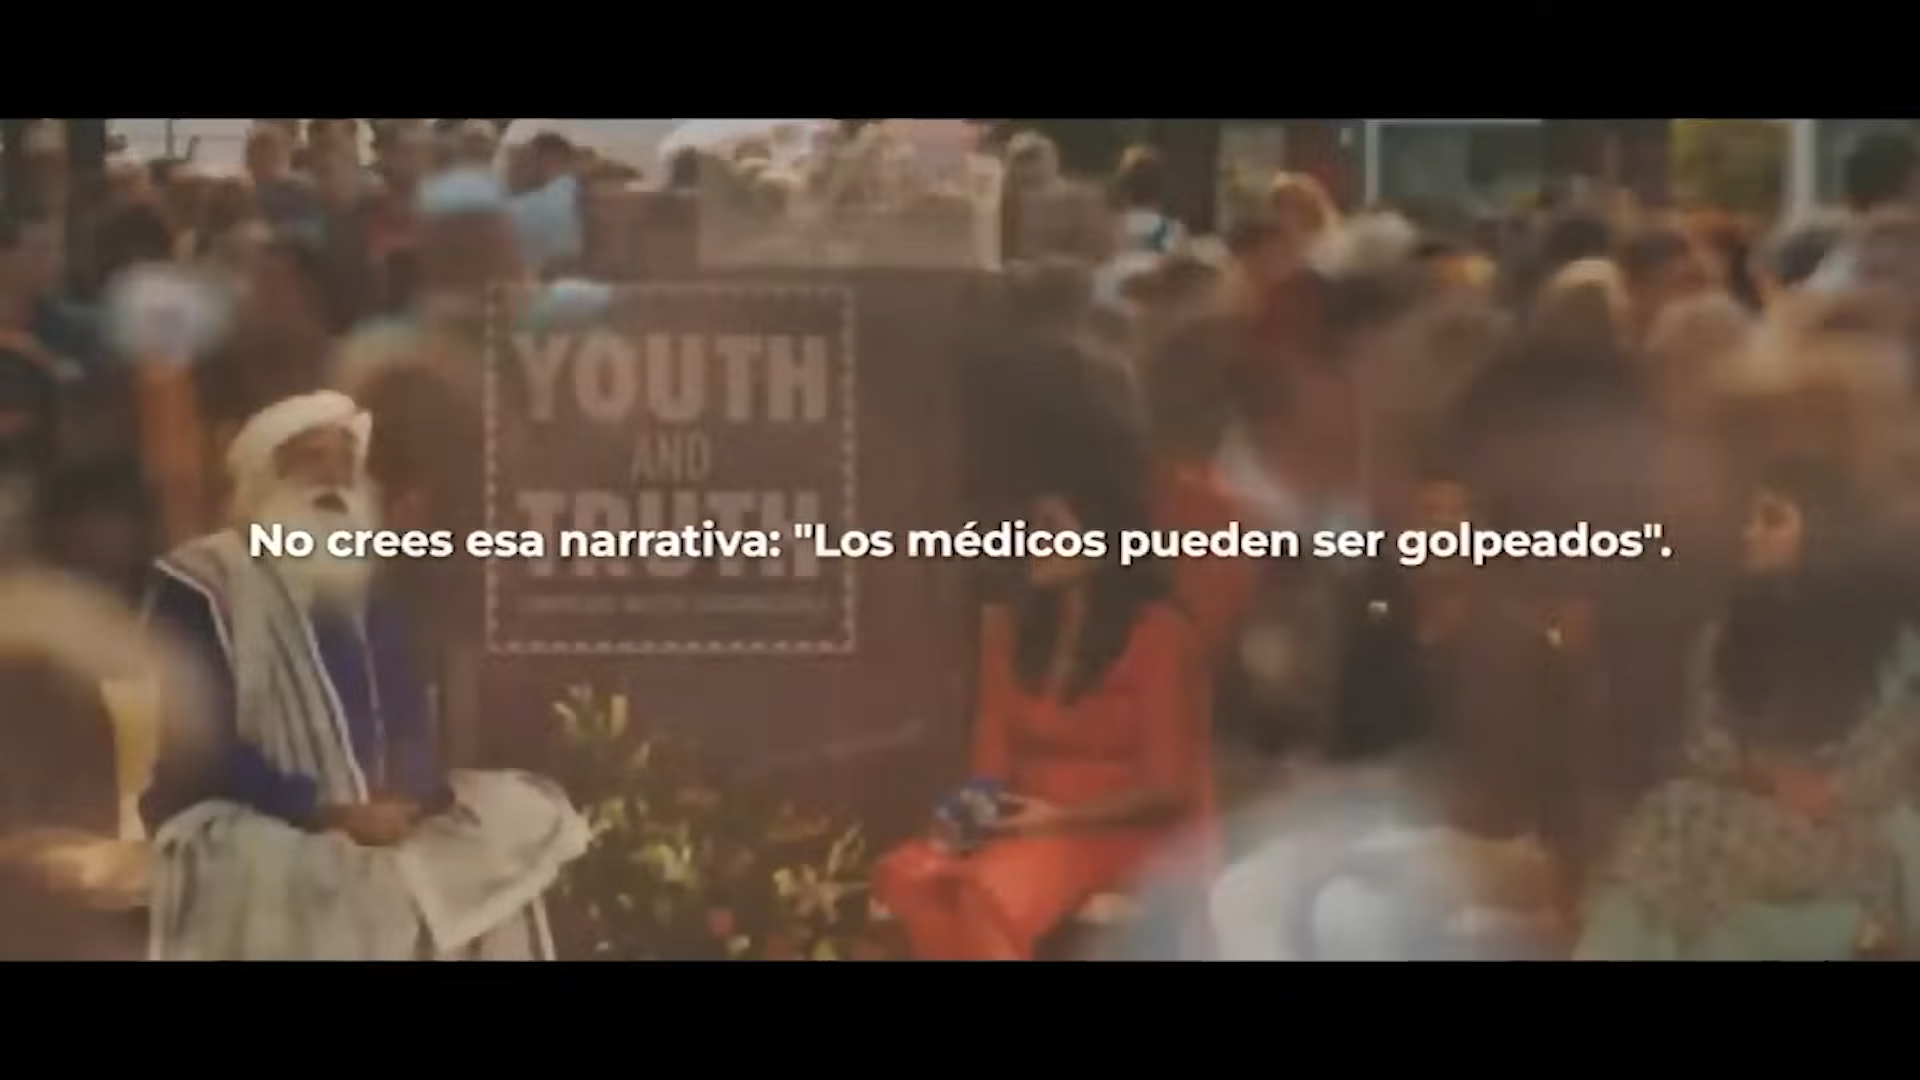 YOUTH
AND
TRUTH
No crees esa narrativa: "Los médicos pueden ser golpeados".